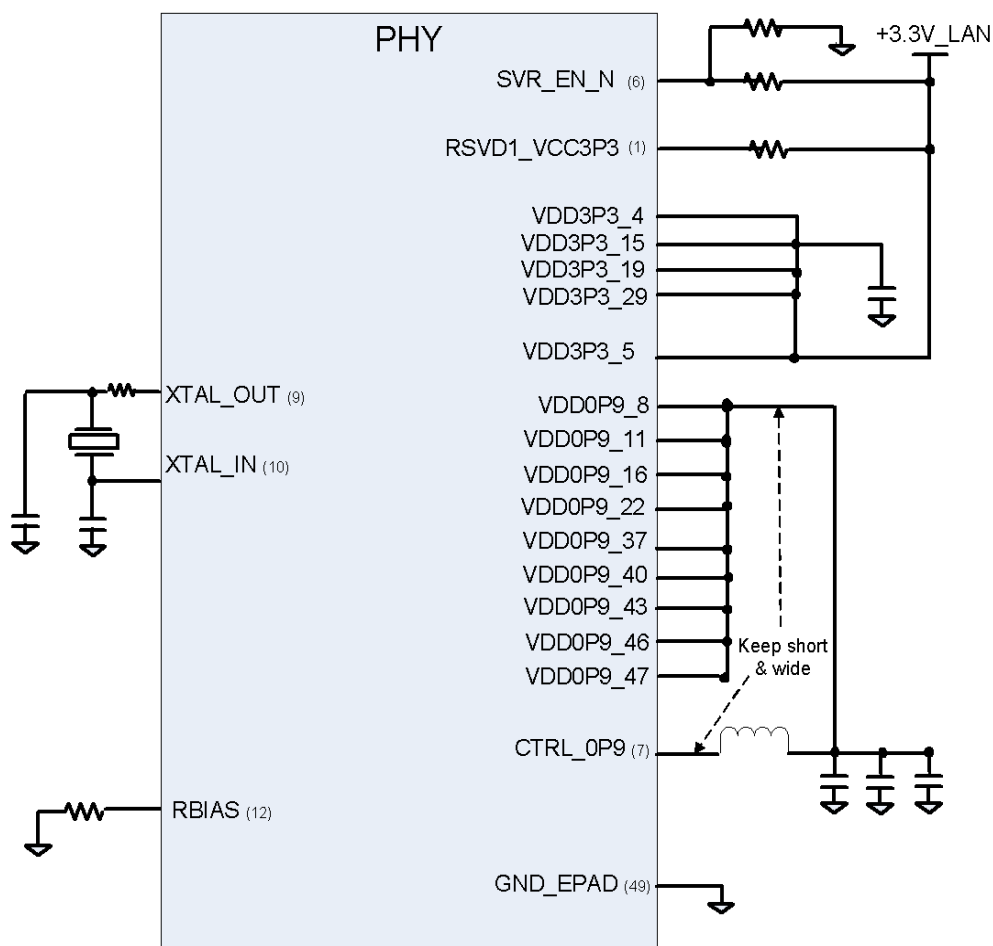 PHY
+3.3V_LAN
SVR_EN_N (6)
RSVD1_VCC3P3 (1)
VDD3P3_4
VDD3P3_15
VDD3P3_19
VDD3P3_29
VDD3P3_5
XTAL_OUT (9)
VDD0P9_8
VDD0P9_11
XTAL_IN (10)
VDD0P9_16
VDD0P9_22
VDD0P9_37
VDD0P9_40
VDD0P9_43
VDD0P9_46
Keep short
& wide
VDD0P9_47
CTRL_0P9 (7)
RBIAS (12)
GND_EPAD (49)